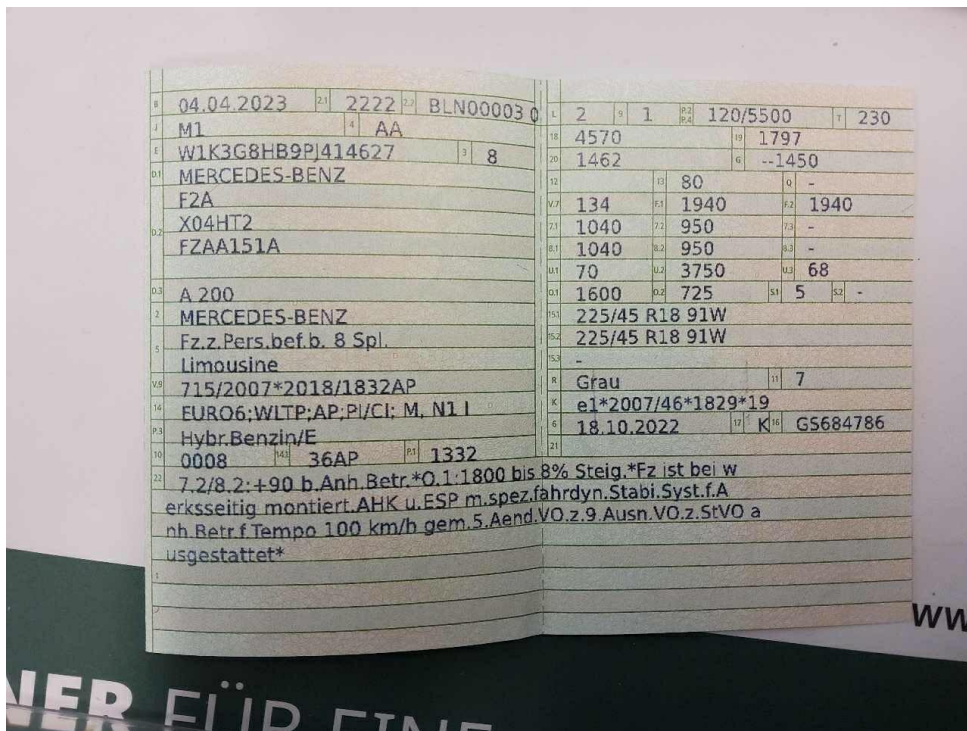 B 04.04.2023 2.1 2222 2.2 BLN00003 0
J M1 4 AA
E W1K3G8HB9PJ414627 3 8
D.1 MERCEDES-BENZ
F2A
D.2 X04HT2
FZAA151A
D.3 A 200
2 MERCEDES-BENZ
5 Fz.z.Pers.bef.b. 8 Spl.
Limousine
V.9 715/2007*2018/1832AP
14 EURO6;WLTP;AP;PI/CI; M, N1 I
P.3 Hybr.Benzin/E
10 0008 14.1 36AP P.1 1332
L 2 9 1 P.2 P.4 120/5500 T 230
18 4570 19 1797
20 1462 G --1450
12 13 80 Q -
V.7 134 F.1 1940 F.2 1940
7.1 1040 7.2 950 7.3 -
8.1 1040 8.2 950 8.3 -
U.1 70 U.2 3750 U.3 68
O.1 1600 O.2 725 S.1 5 S.2 -
15.1 225/45 R18 91W
15.2 225/45 R18 91W
15.3 -
R Grau 11 7
K e1*2007/46*1829*19
6 18.10.2022 17 K 16 GS684786
21
22 7.2/8.2:+90 b.Anh.Betr.*O.1:1800 bis 8% Steig.*Fz ist bei w
erksseitig montiert.AHK u.ESP m.spez.fahrdyn.Stabi.Syst.f.A
nh.Betr.f.Tempo 100 km/h gem.5.Aend.VO.z.9.Ausn.VO.z.StVO a
usgestattet*
ww
NER FÜR EINE